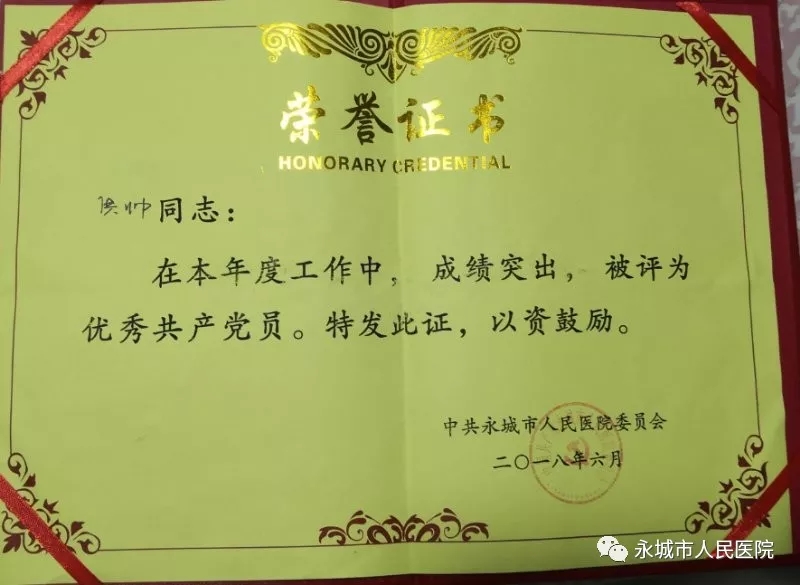 荣誉证书
HONORARY CREDENTIAL
帅同志：
在本年度工作中，成绩突出，被评为
优秀共产党员。特发此证，以资鼓励。
中共永城市人民医院委员会
二〇一八年六月
永城市人民医院